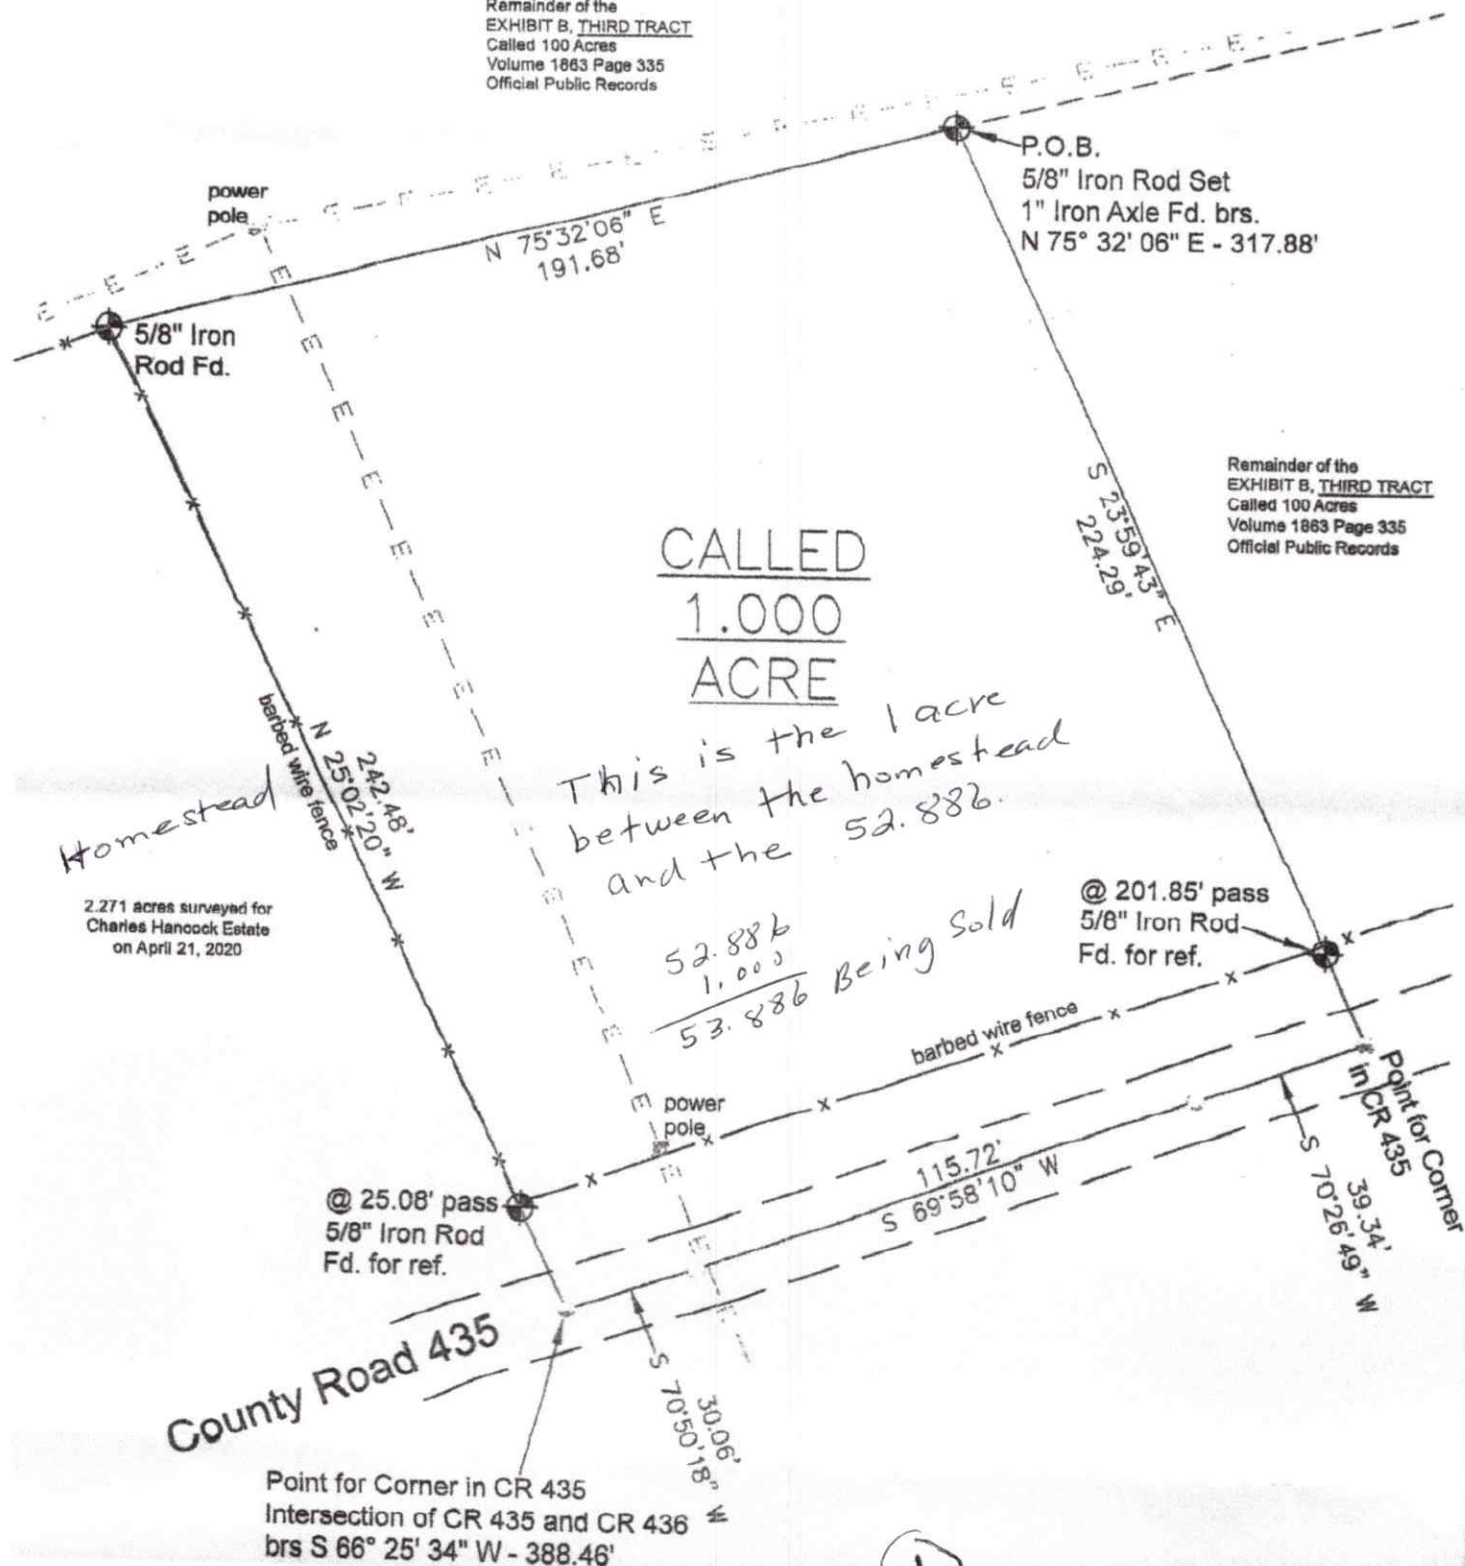 Remainder of the
EXHIBIT B, THIRD TRACT
Called 100 Acres
Volume 1863 Page 335
Official Public Records
P.O.B.
5/8" Iron Rod Set
1" Iron Axle Fd. brs.
N 75° 32' 06" E - 317.88'
power
pole
N 75°32'06" E
191.68'
5/8" Iron
Rod Fd.
Remainder of the
EXHIBIT B, THIRD TRACT
Called 100 Acres
Volume 1863 Page 335
Official Public Records
S 23°59'43" E
224.29'
CALLED
1.000
ACRE
This is the 1 acre
between the homestead
and the 52.886
52.886
1.000
53.886 Being Sold
242.48'
N 25°02'20" W
barbed wire fence
Homestead
2.271 acres surveyed for
Charles Hancock Estate
on April 21, 2020
@ 201.85' pass
5/8" Iron Rod
Fd. for ref.
barbed wire fence
power
pole
Point for Corner
in CR 435
@ 25.08' pass
5/8" Iron Rod
Fd. for ref.
115.72'
S 69°58'10" W
39.34'
S 70°26'49" W
County Road 435
30.06'
S 70°50'18" W
Point for Corner in CR 435
Intersection of CR 435 and CR 436
brs S 66° 25' 34" W - 388.46'